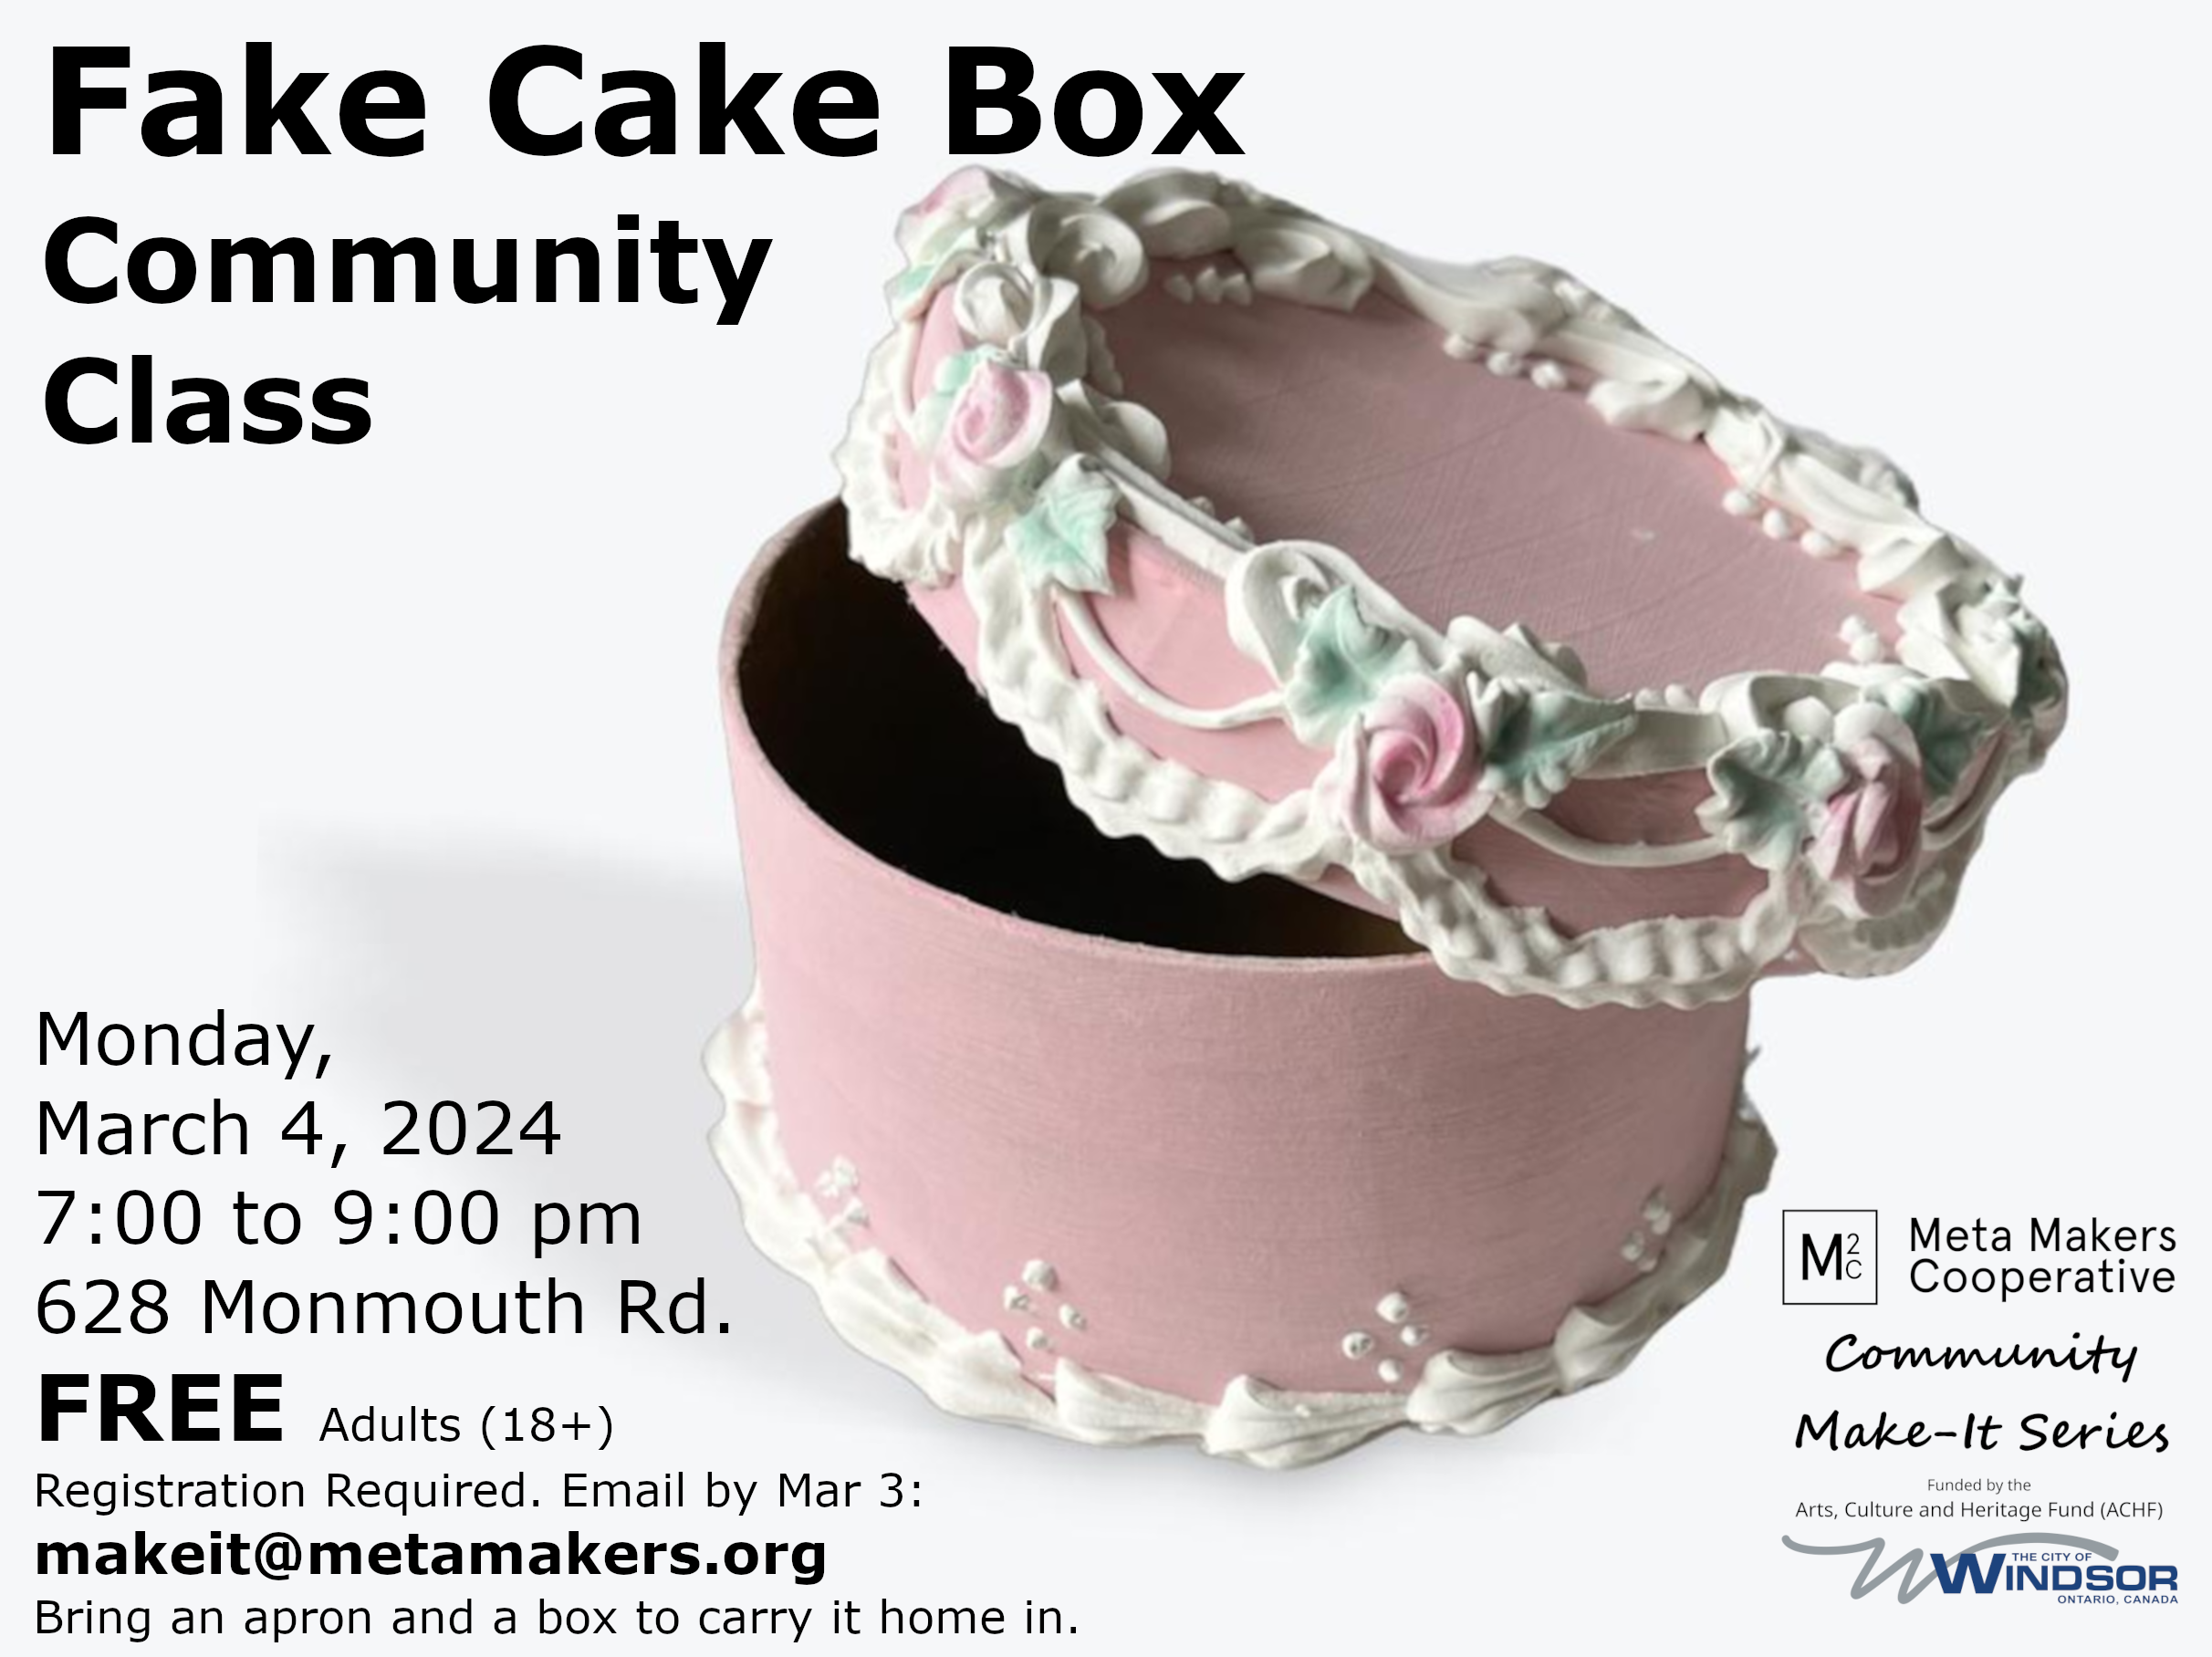 Fake Cake Box
Community
Class
Monday,
March 4, 2024
7:00 to 9:00 pm
628 Monmouth Rd.
FREE Adults (18+)
Registration Required. Email by Mar 3:
makeit@metamakers.org
Bring an apron and a box to carry it home in.
M2C
Meta Makers
Cooperative
Community
Make-It Series
Funded by the
Arts, Culture and Heritage Fund (ACHF)
THE CITY OF
WINDSOR
ONTARIO, CANADA